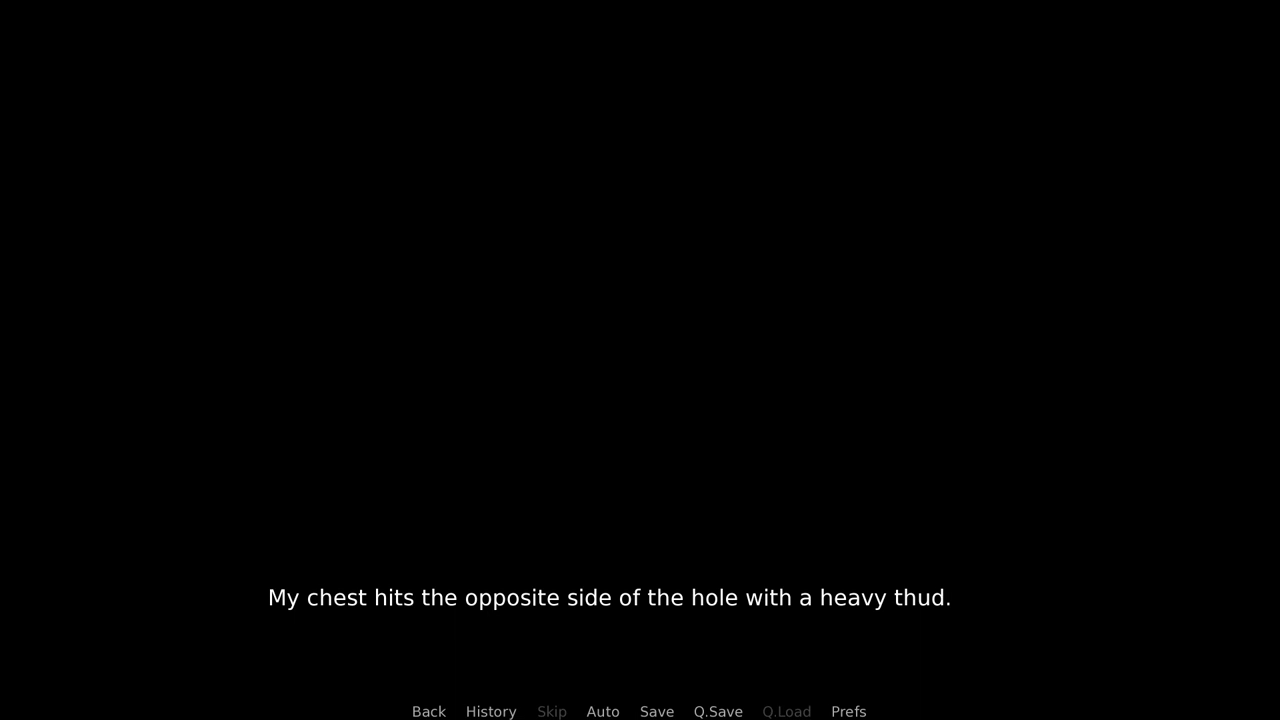 My chest hits the opposite side of the hole with a heavy thud.
Back History Skip Auto Save Q.Save Q.Load Prefs